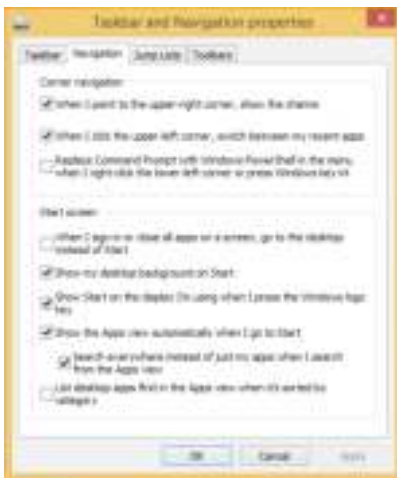 Taskbar and Navigation properties
Taskbar Navigation Jump Lists Toolbars
Corner navigation
When I point to the upper-right corner, show the charms
When I click the upper-left corner, switch between my recent apps
Replace Command Prompt with Windows PowerShell in the menu
when I right-click the lower-left corner or press Windows key+X
Start screen
When I sign in or close all apps on a screen, go to the desktop
instead of Start
Show my desktop background on Start
Show Start on the display I'm using when I press the Windows logo
key
Show the Apps view automatically when I go to Start
Search everywhere instead of just my apps when I search
from the Apps view
List desktop apps first in the Apps view when it's sorted by
category
OK Cancel Apply